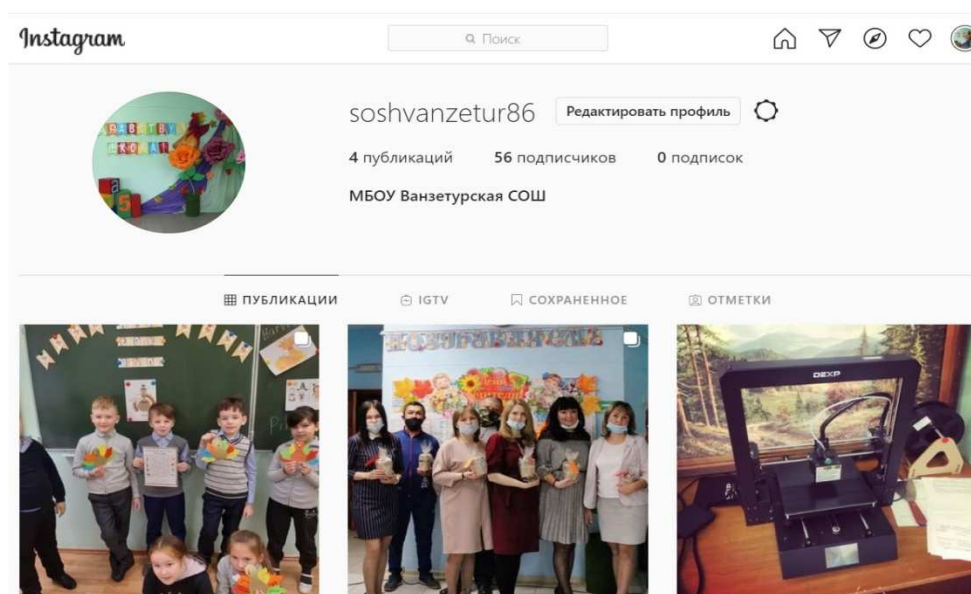 Instagram
Поиск
soshvanzetur86 Редактировать профиль
4 публикаций 56 подписчиков 0 подписок
МБОУ Ванзетурская СОШ
ПУБЛИКАЦИИ IGTV СОХРАНЕННОЕ ОТМЕТКИ
DEXP